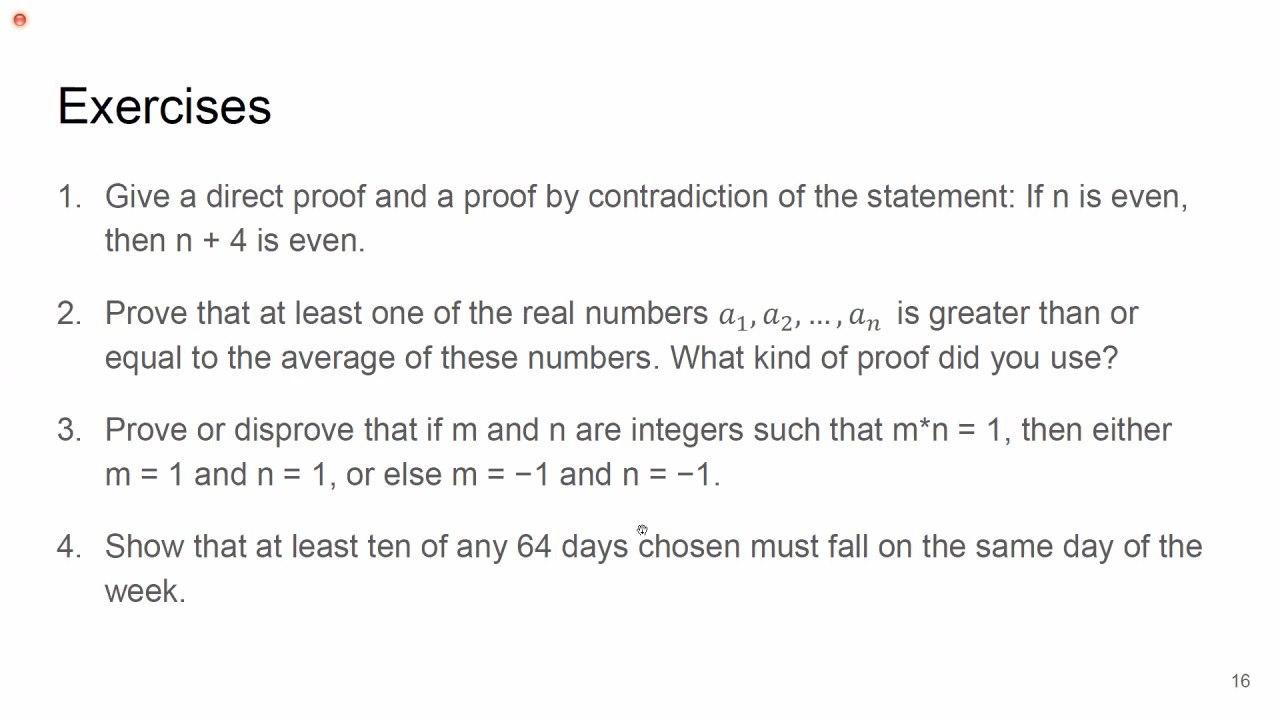 Exercises
1. Give a direct proof and a proof by contradiction of the statement: If n is even,
then n + 4 is even.
2. Prove that at least one of the real numbers 𝑎₁, 𝑎₂, … , 𝑎ₙ is greater than or
equal to the average of these numbers. What kind of proof did you use?
3. Prove or disprove that if m and n are integers such that m*n = 1, then either
m = 1 and n = 1, or else m = −1 and n = −1.
4. Show that at least ten of any 64 days chosen must fall on the same day of the
week.
16